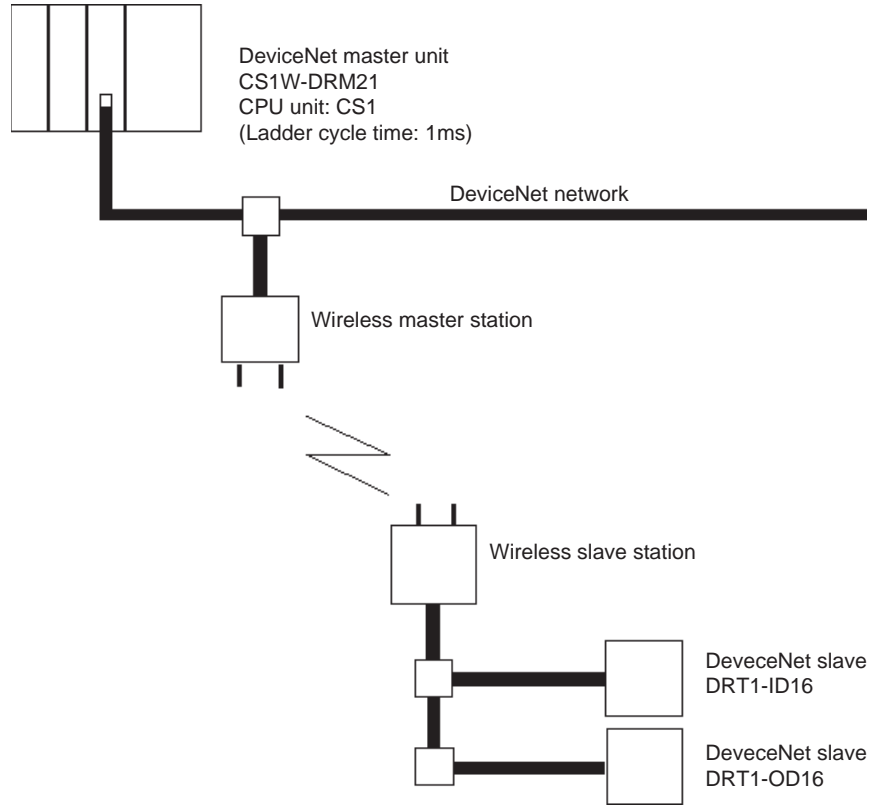 DeviceNet master unit
CS1W-DRM21
CPU unit: CS1
(Ladder cycle time: 1ms)
DeviceNet network
Wireless master station
Wireless slave station
DeveceNet slave
DRT1-ID16
DeveceNet slave
DRT1-OD16